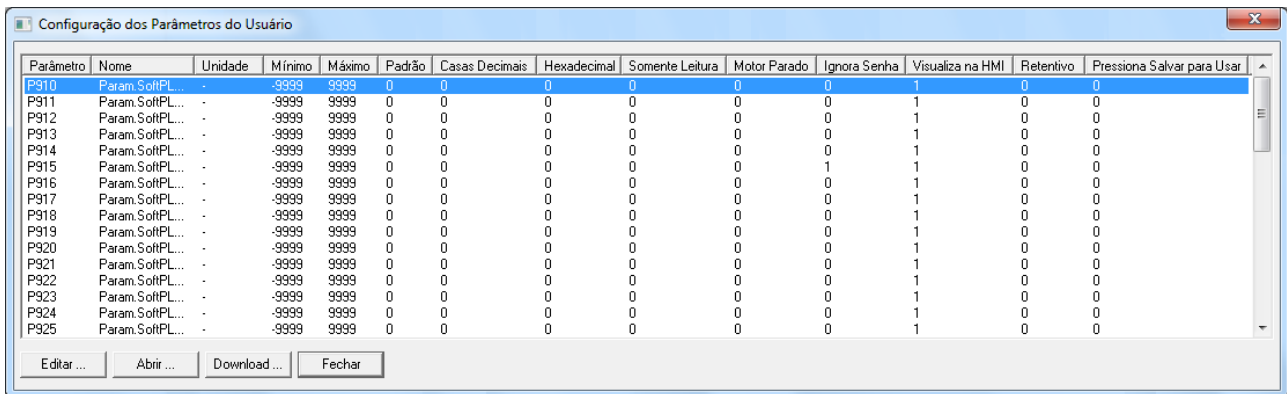 Configuração dos Parâmetros do Usuário
Parâmetro Nome Unidade Mínimo Máximo Padrão Casas Decimais Hexadecimal Somente Leitura Motor Parado Ignora Senha Visualiza na HMI Retentivo Pressiona Salvar para Usar
P910 Param.SoftPL... - -9999 9999 0 0 0 0 0 0 1 0 0
P911 Param.SoftPL... - -9999 9999 0 0 0 0 0 0 1 0 0
P912 Param.SoftPL... - -9999 9999 0 0 0 0 0 0 1 0 0
P913 Param.SoftPL... - -9999 9999 0 0 0 0 0 0 1 0 0
P914 Param.SoftPL... - -9999 9999 0 0 0 0 0 0 1 0 0
P915 Param.SoftPL... - -9999 9999 0 0 0 0 0 1 1 0 0
P916 Param.SoftPL... - -9999 9999 0 0 0 0 0 0 1 0 0
P917 Param.SoftPL... - -9999 9999 0 0 0 0 0 0 1 0 0
P918 Param.SoftPL... - -9999 9999 0 0 0 0 0 0 1 0 0
P919 Param.SoftPL... - -9999 9999 0 0 0 0 0 0 1 0 0
P920 Param.SoftPL... - -9999 9999 0 0 0 0 0 0 1 0 0
P921 Param.SoftPL... - -9999 9999 0 0 0 0 0 0 1 0 0
P922 Param.SoftPL... - -9999 9999 0 0 0 0 0 0 1 0 0
P923 Param.SoftPL... - -9999 9999 0 0 0 0 0 0 1 0 0
P924 Param.SoftPL... - -9999 9999 0 0 0 0 0 0 1 0 0
P925 Param.SoftPL... - -9999 9999 0 0 0 0 0 0 1 0 0
Editar ... Abrir ... Download ... Fechar